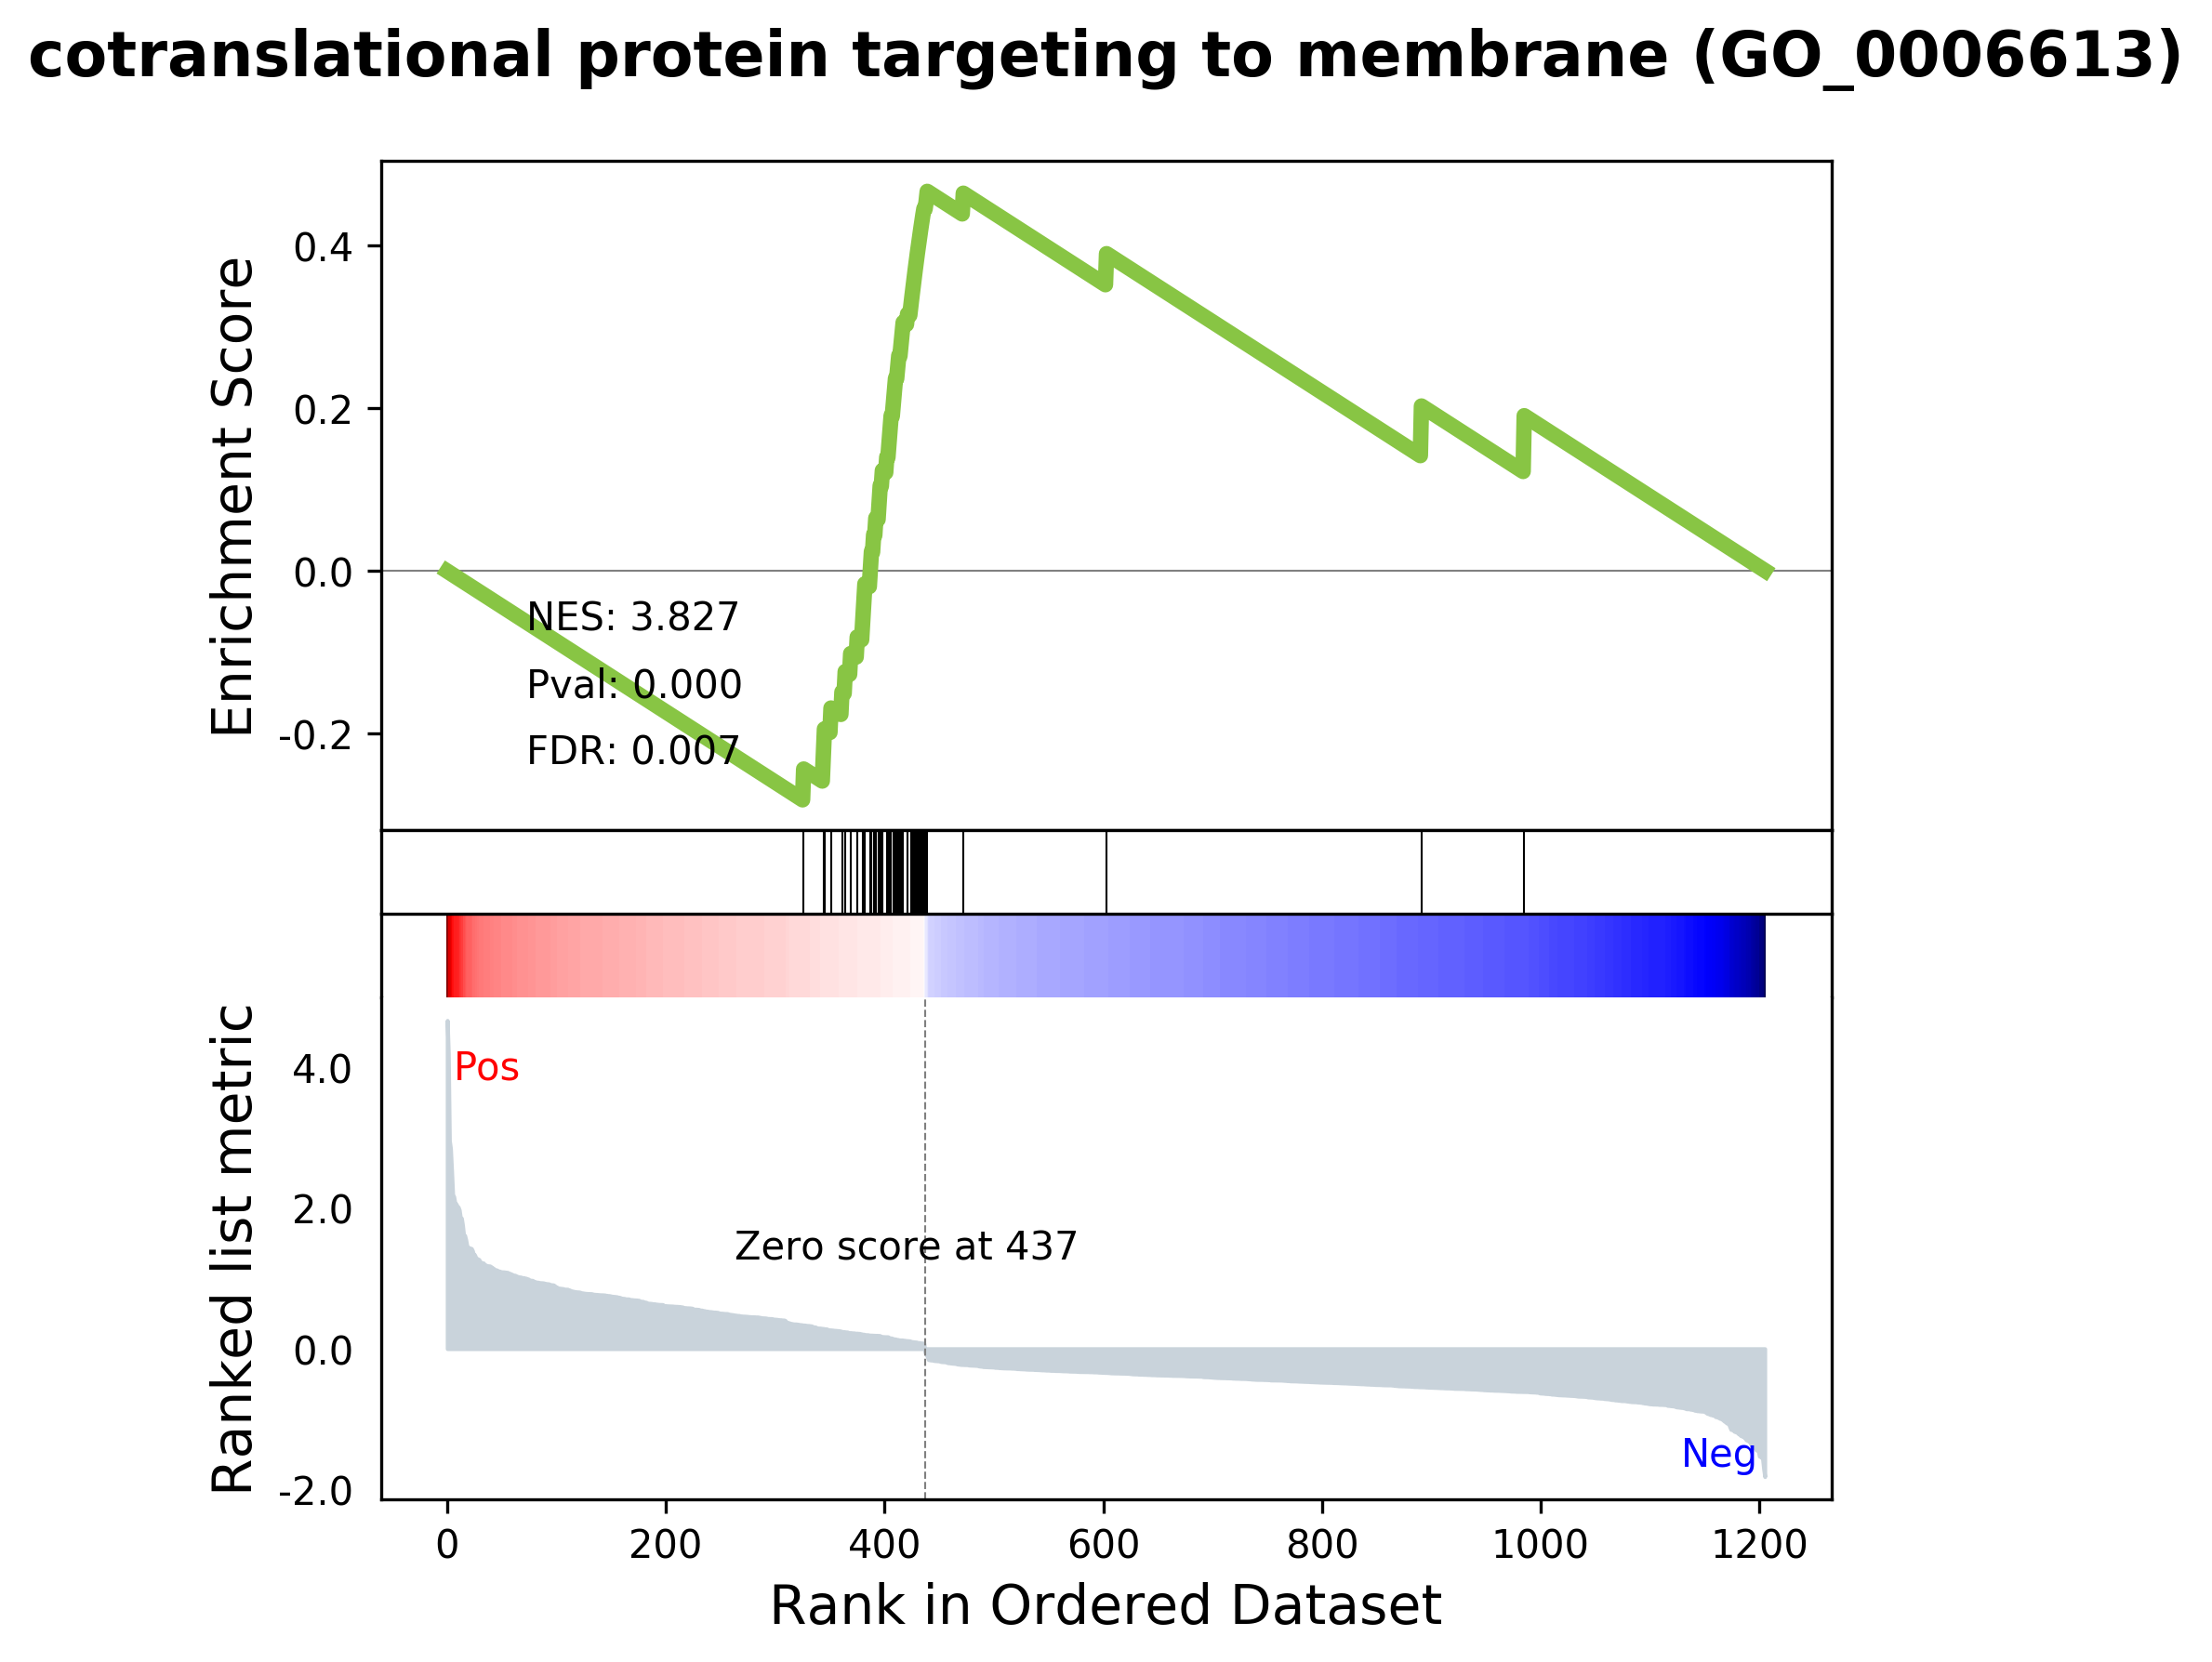 cotranslational protein targeting to membrane (GO_0006613)
Enrichment Score
0.4
0.2
0.0
-0.2
NES: 3.827
Pval: 0.000
FDR: 0.007
Ranked list metric
4.0
2.0
0.0
-2.0
Pos
Zero score at 437
Neg
0 200 400 600 800 1000 1200
Rank in Ordered Dataset